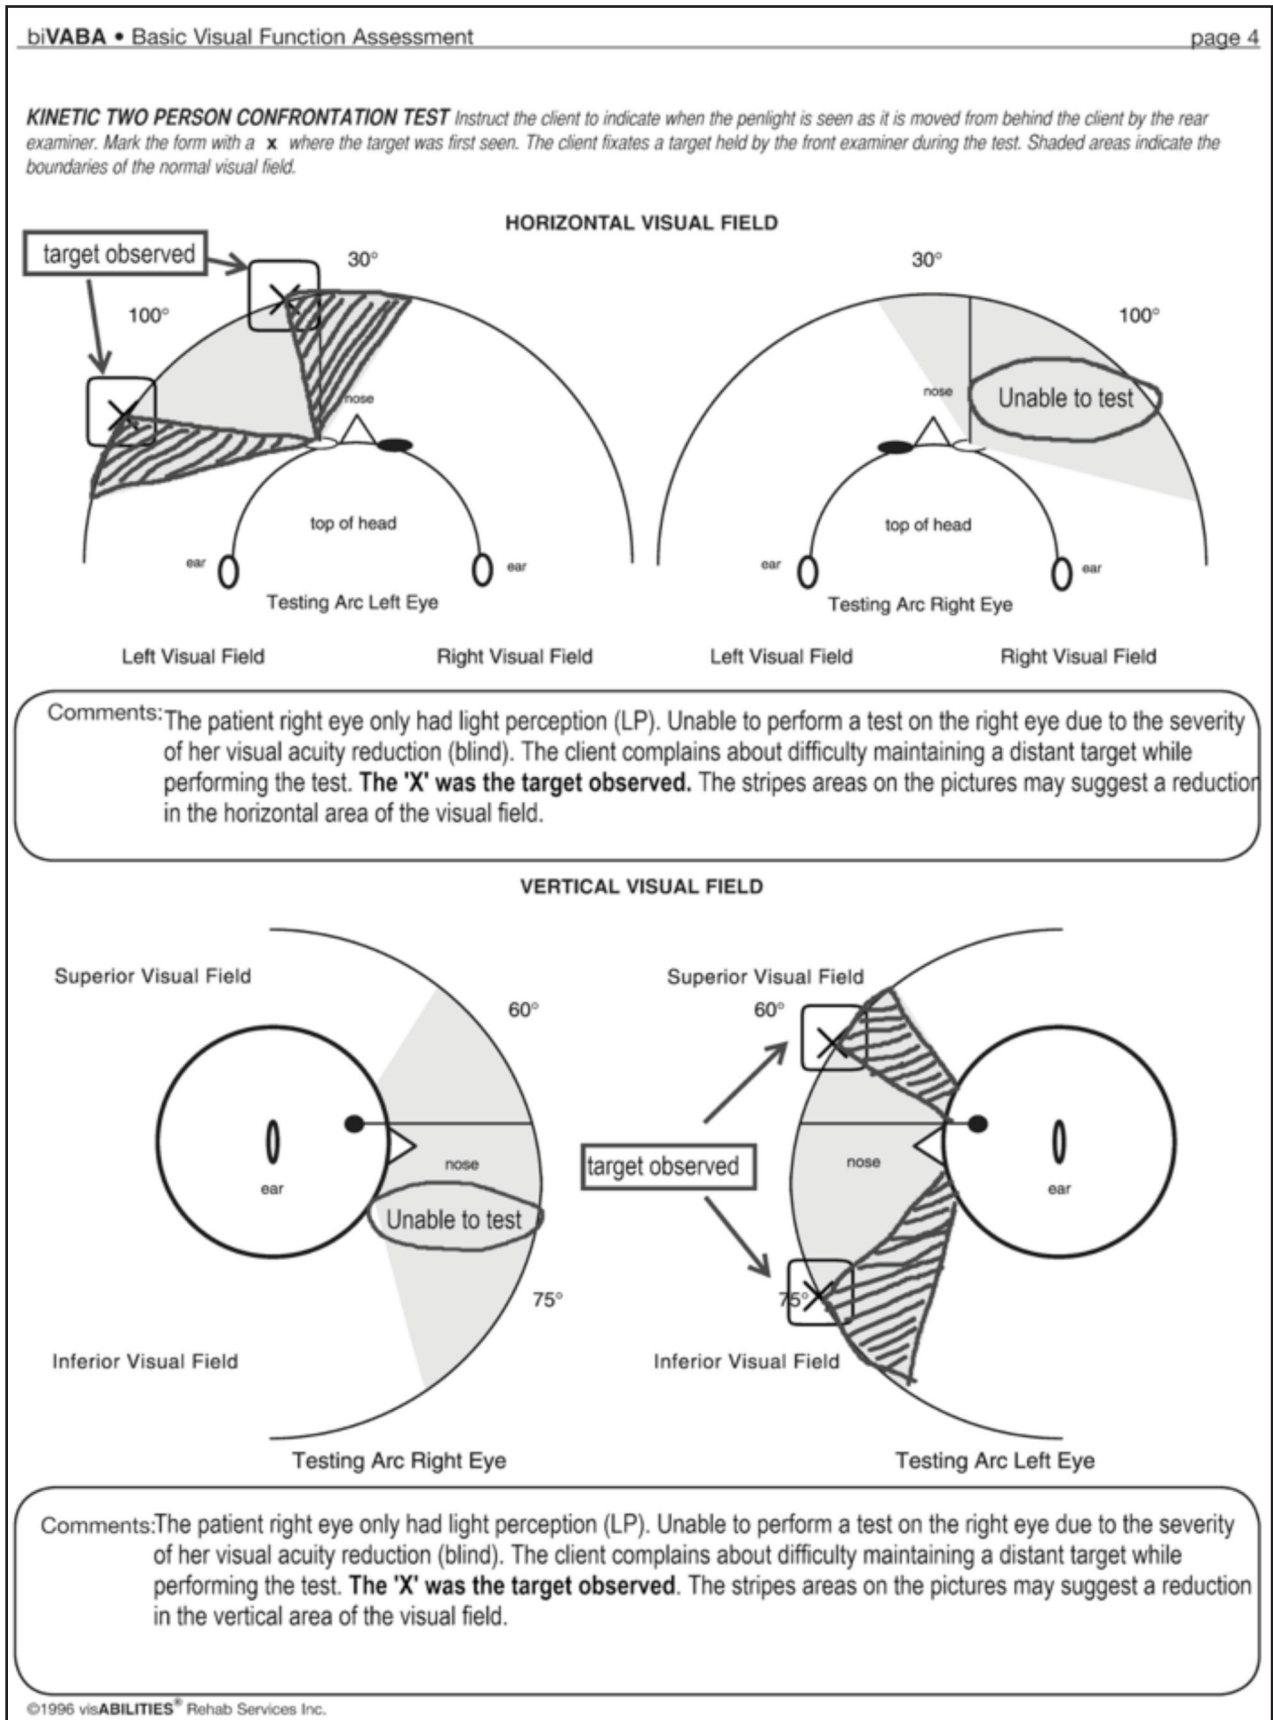 biVABA • Basic Visual Function Assessment page 4
KINETIC TWO PERSON CONFRONTATION TEST Instruct the client to indicate when the penlight is seen as it is moved from behind the client by the rear
examiner. Mark the form with a x where the target was first seen. The client fixates a target held by the front examiner during the test. Shaded areas indicate the
boundaries of the normal visual field.
HORIZONTAL VISUAL FIELD
target observed
30°
30°
100°
100°
nose
nose
Unable to test
top of head
top of head
ear
ear
ear
ear
Testing Arc Left Eye
Testing Arc Right Eye
Left Visual Field
Right Visual Field
Left Visual Field
Right Visual Field
Comments: The patient right eye only had light perception (LP). Unable to perform a test on the right eye due to the severity
of her visual acuity reduction (blind). The client complains about difficulty maintaining a distant target while
performing the test. The 'X' was the target observed. The stripes areas on the pictures may suggest a reduction
in the horizontal area of the visual field.
VERTICAL VISUAL FIELD
Superior Visual Field
Superior Visual Field
60°
60°
nose
nose
target observed
ear
ear
Unable to test
75°
75°
Inferior Visual Field
Inferior Visual Field
Testing Arc Right Eye
Testing Arc Left Eye
Comments: The patient right eye only had light perception (LP). Unable to perform a test on the right eye due to the severity
of her visual acuity reduction (blind). The client complains about difficulty maintaining a distant target while
performing the test. The 'X' was the target observed. The stripes areas on the pictures may suggest a reduction
in the vertical area of the visual field.
©1996 visABILITIES® Rehab Services Inc.